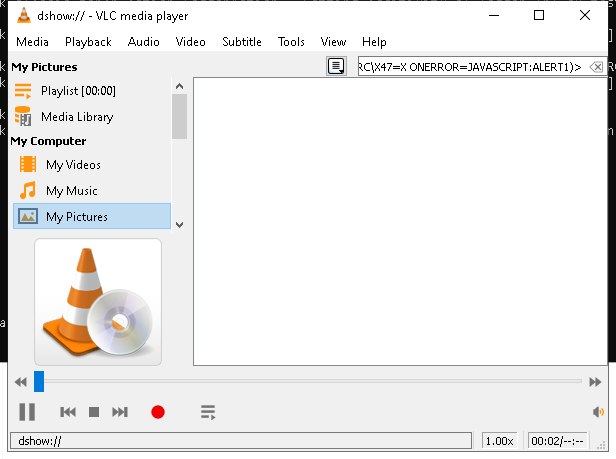 dshow:// - VLC media player
Media Playback Audio Video Subtitle Tools View Help
My Pictures
RC\X47=X ONERROR=JAVASCRIPT:ALERT1)>
Playlist [00:00]
Media Library
My Computer
My Videos
My Music
My Pictures
dshow://
1.00x
00:02/--:--